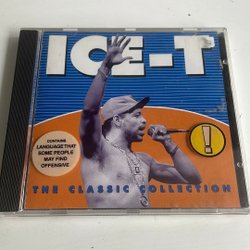 ICE-T
CONTAINS
LANGUAGE THAT
SOME PEOPLE
MAY FIND
OFFENSIVE
!
THE CLASSIC COLLECTION